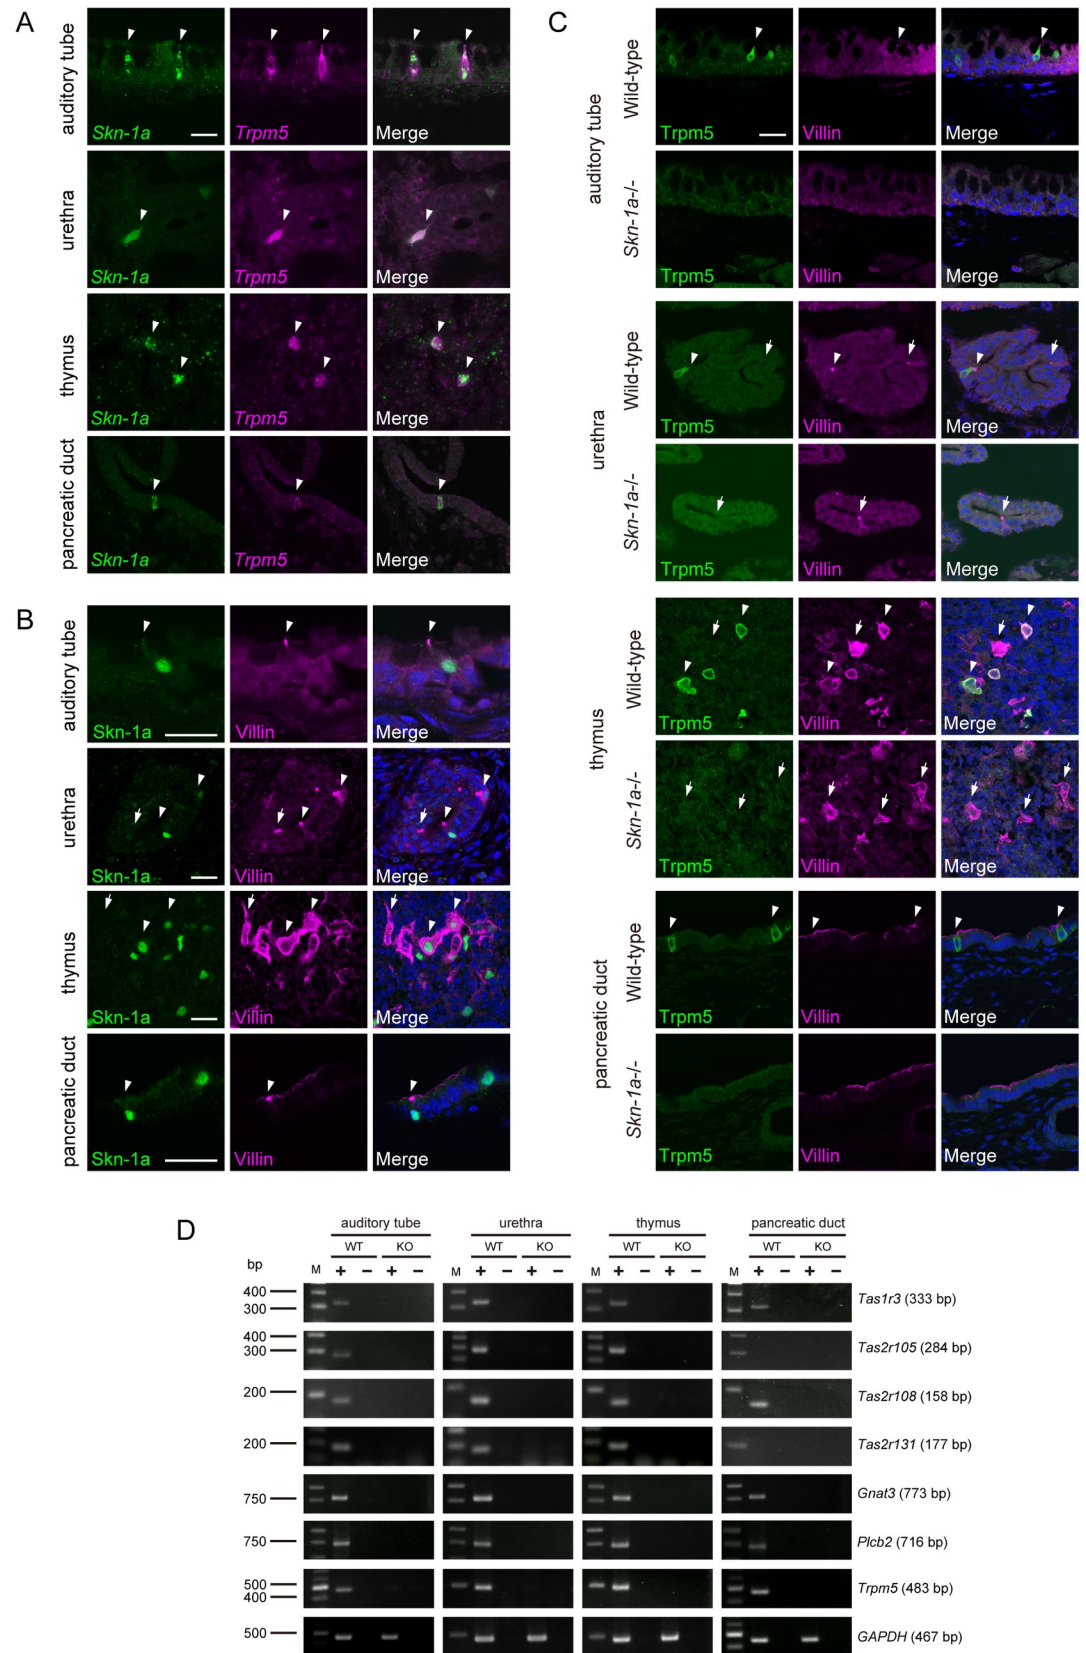 A
auditory tube
Skn-1a
Trpm5
Merge
urethra
Skn-1a
Trpm5
Merge
thymus
Skn-1a
Trpm5
Merge
pancreatic duct
Skn-1a
Trpm5
Merge
B
auditory tube
Skn-1a
Villin
Merge
urethra
Skn-1a
Villin
Merge
thymus
Skn-1a
Villin
Merge
pancreatic duct
Skn-1a
Villin
Merge
C
auditory tube
Wild-type
Trpm5
Villin
Merge
Skn-1a-/-
Trpm5
Villin
Merge
urethra
Wild-type
Trpm5
Villin
Merge
Skn-1a-/-
Trpm5
Villin
Merge
thymus
Wild-type
Trpm5
Villin
Merge
Skn-1a-/-
Trpm5
Villin
Merge
pancreatic duct
Wild-type
Trpm5
Villin
Merge
Skn-1a-/-
Trpm5
Villin
Merge
D
auditory tube
urethra
thymus
pancreatic duct
WT KO
WT KO
WT KO
WT KO
bp
M + − + −
M + − + −
M + − + −
M + − + −
400
300
Tas1r3 (333 bp)
400
300
Tas2r105 (284 bp)
200
Tas2r108 (158 bp)
200
Tas2r131 (177 bp)
750
Gnat3 (773 bp)
750
Plcb2 (716 bp)
500
400
Trpm5 (483 bp)
500
GAPDH (467 bp)